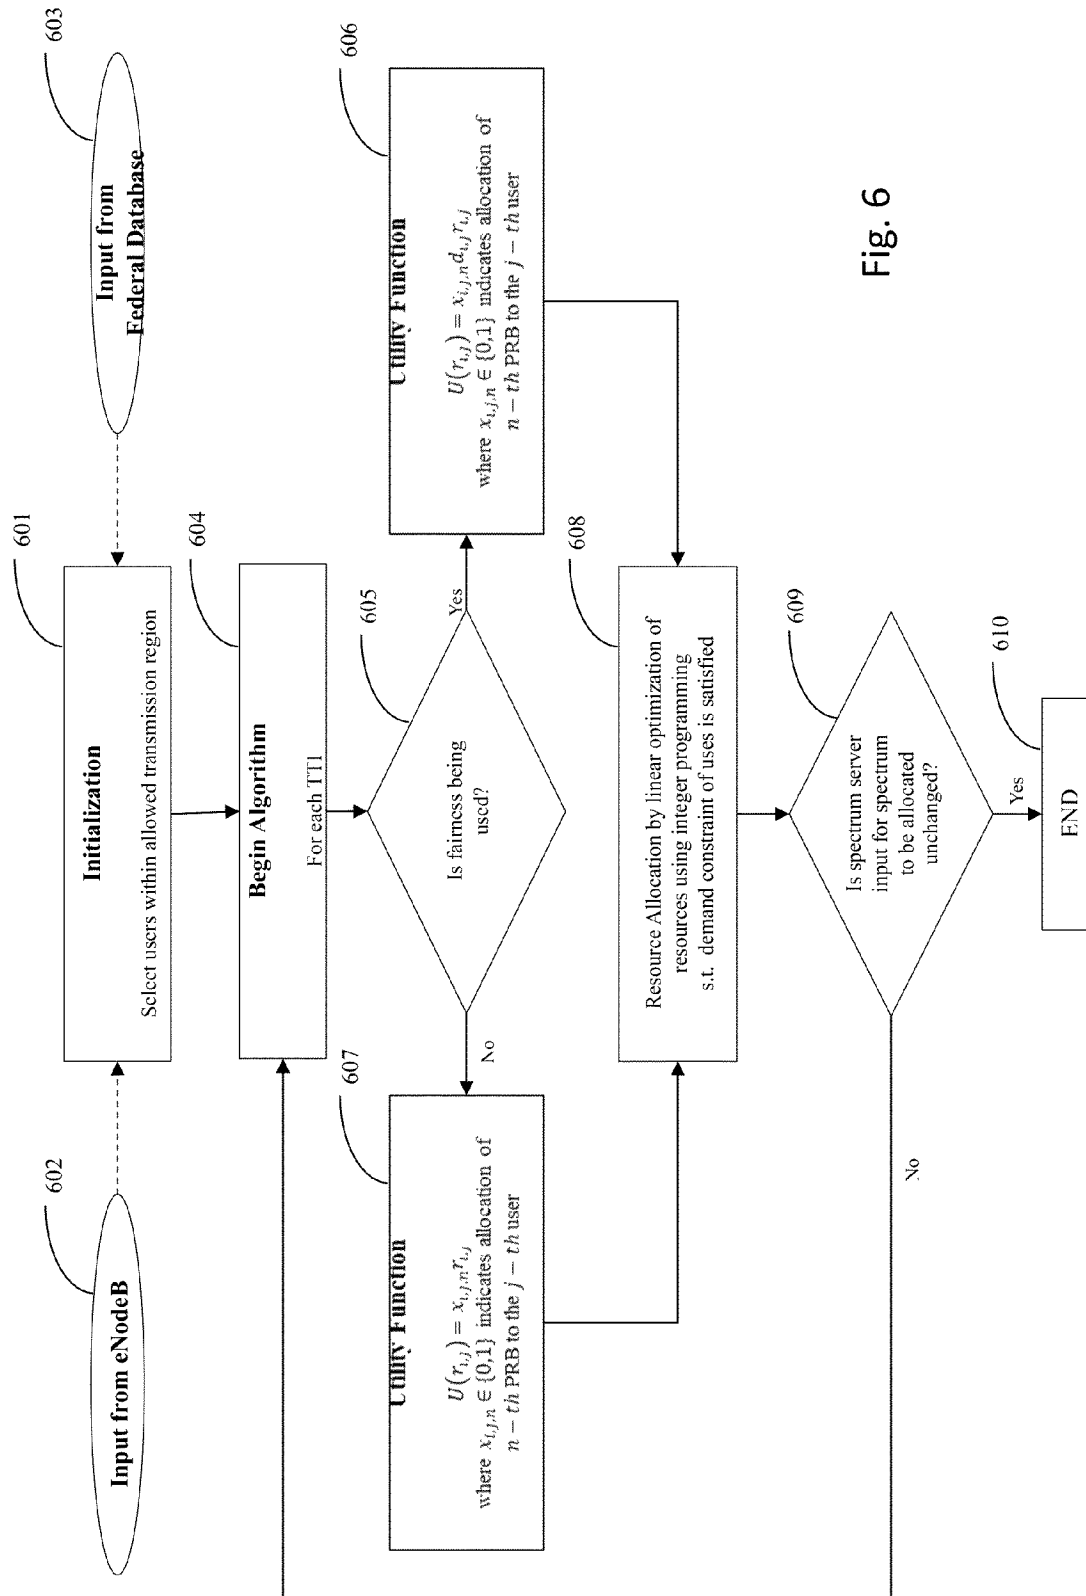 602
Input from eNodeB
601
Initialization
Select users within allowed transmission region
603
Input from
Federal Database
604
Begin Algorithm
For each TTI
605
Is fairness being
used?
No
Yes
607
Utility Function
U(r_{i,j}) = x_{i,j,n} r_{i,j}
where x_{i,j,n} ∈ {0,1} indicates allocation of
n − th PRB to the j − th user
606
Utility Function
U(r_{i,j}) = x_{i,j,n} d_{i,j} r_{i,j}
where x_{i,j,n} ∈ {0,1} indicates allocation of
n − th PRB to the j − th user
608
Resource Allocation by linear optimization of
resources using integer programming
s.t. demand constraint of uses is satisfied
609
Is spectrum server
input for spectrum
to be allocated
unchanged?
No
Yes
610
END
Fig. 6